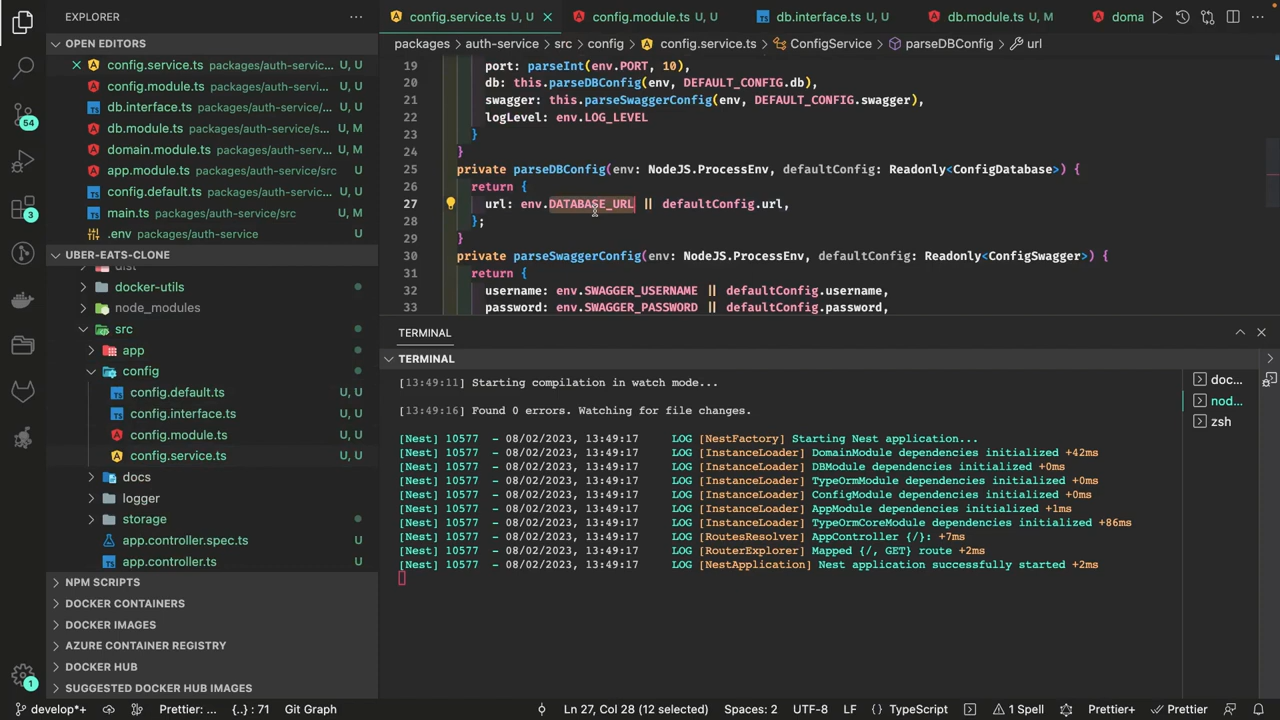 EXPLORER
OPEN EDITORS
config.service.ts packages/auth-servic... U, U
config.module.ts packages/auth-servic... U, U
db.interface.ts packages/auth-service/... U, U
db.module.ts packages/auth-service/s... U, M
domain.module.ts packages/auth-servi... U, M
app.module.ts packages/auth-service/src
config.default.ts packages/auth-servi... U, U
main.ts packages/auth-service/src
.env packages/auth-service
UBER-EATS-CLONE
dist
docker-utils
node_modules
src
app
config
config.default.ts U, U
config.interface.ts U, U
config.module.ts U, U
config.service.ts U, U
docs
logger
storage
app.controller.spec.ts U, U
app.controller.ts U, U
NPM SCRIPTS
DOCKER CONTAINERS
DOCKER IMAGES
AZURE CONTAINER REGISTRY
DOCKER HUB
SUGGESTED DOCKER HUB IMAGES
54
1
config.service.ts U, U
config.module.ts U, U
db.interface.ts U, U
db.module.ts U, M
doma
packages > auth-service > src > config > config.service.ts > ConfigService > parseDBConfig > url
19 port: parseInt(env.PORT, 10),
20 db: this.parseDBConfig(env, DEFAULT_CONFIG.db),
21 swagger: this.parseSwaggerConfig(env, DEFAULT_CONFIG.swagger),
22 logLevel: env.LOG_LEVEL
23 }
24 }
25 private parseDBConfig(env: NodeJS.ProcessEnv, defaultConfig: Readonly<ConfigDatabase>) {
26 return {
27 url: env.DATABASE_URL || defaultConfig.url,
28 };
29 }
30 private parseSwaggerConfig(env: NodeJS.ProcessEnv, defaultConfig: Readonly<ConfigSwagger>) {
31 return {
32 username: env.SWAGGER_USERNAME || defaultConfig.username,
33 password: env.SWAGGER_PASSWORD || defaultConfig.password,
TERMINAL
TERMINAL
[13:49:11] Starting compilation in watch mode...
[13:49:16] Found 0 errors. Watching for file changes.
[Nest] 10577 - 08/02/2023, 13:49:17 LOG [NestFactory] Starting Nest application...
[Nest] 10577 - 08/02/2023, 13:49:17 LOG [InstanceLoader] DomainModule dependencies initialized +42ms
[Nest] 10577 - 08/02/2023, 13:49:17 LOG [InstanceLoader] DBModule dependencies initialized +0ms
[Nest] 10577 - 08/02/2023, 13:49:17 LOG [InstanceLoader] TypeOrmModule dependencies initialized +0ms
[Nest] 10577 - 08/02/2023, 13:49:17 LOG [InstanceLoader] ConfigModule dependencies initialized +0ms
[Nest] 10577 - 08/02/2023, 13:49:17 LOG [InstanceLoader] AppModule dependencies initialized +1ms
[Nest] 10577 - 08/02/2023, 13:49:17 LOG [InstanceLoader] TypeOrmCoreModule dependencies initialized +86ms
[Nest] 10577 - 08/02/2023, 13:49:17 LOG [RoutesResolver] AppController {/}: +7ms
[Nest] 10577 - 08/02/2023, 13:49:17 LOG [RouterExplorer] Mapped {/, GET} route +2ms
[Nest] 10577 - 08/02/2023, 13:49:17 LOG [NestApplication] Nest application successfully started +2ms
doc...
nod...
zsh
develop*+ Prettier: ... {..} : 71 Git Graph Ln 27, Col 28 (12 selected) Spaces: 2 UTF-8 LF TypeScript 1 Spell Prettier+ Prettier